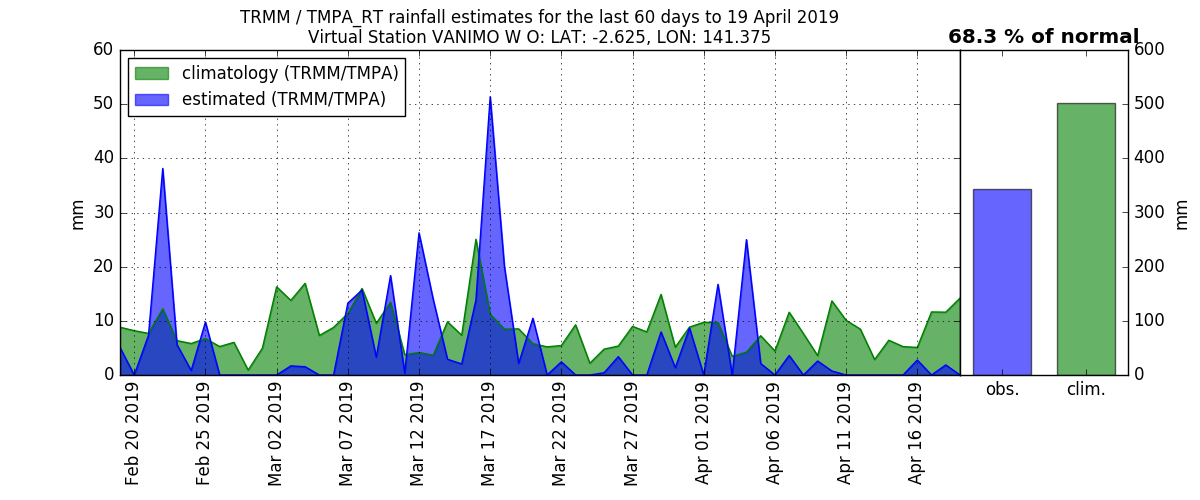 TRMM / TMPA_RT rainfall estimates for the last 60 days to 19 April 2019
Virtual Station VANIMO W O: LAT: -2.625, LON: 141.375
68.3 % of normal
climatology (TRMM/TMPA)
estimated (TRMM/TMPA)
60
50
40
30
20
10
0
mm
Feb 20 2019
Feb 25 2019
Mar 02 2019
Mar 07 2019
Mar 12 2019
Mar 17 2019
Mar 22 2019
Mar 27 2019
Apr 01 2019
Apr 06 2019
Apr 11 2019
Apr 16 2019
600
500
400
300
200
100
0
mm
obs.
clim.